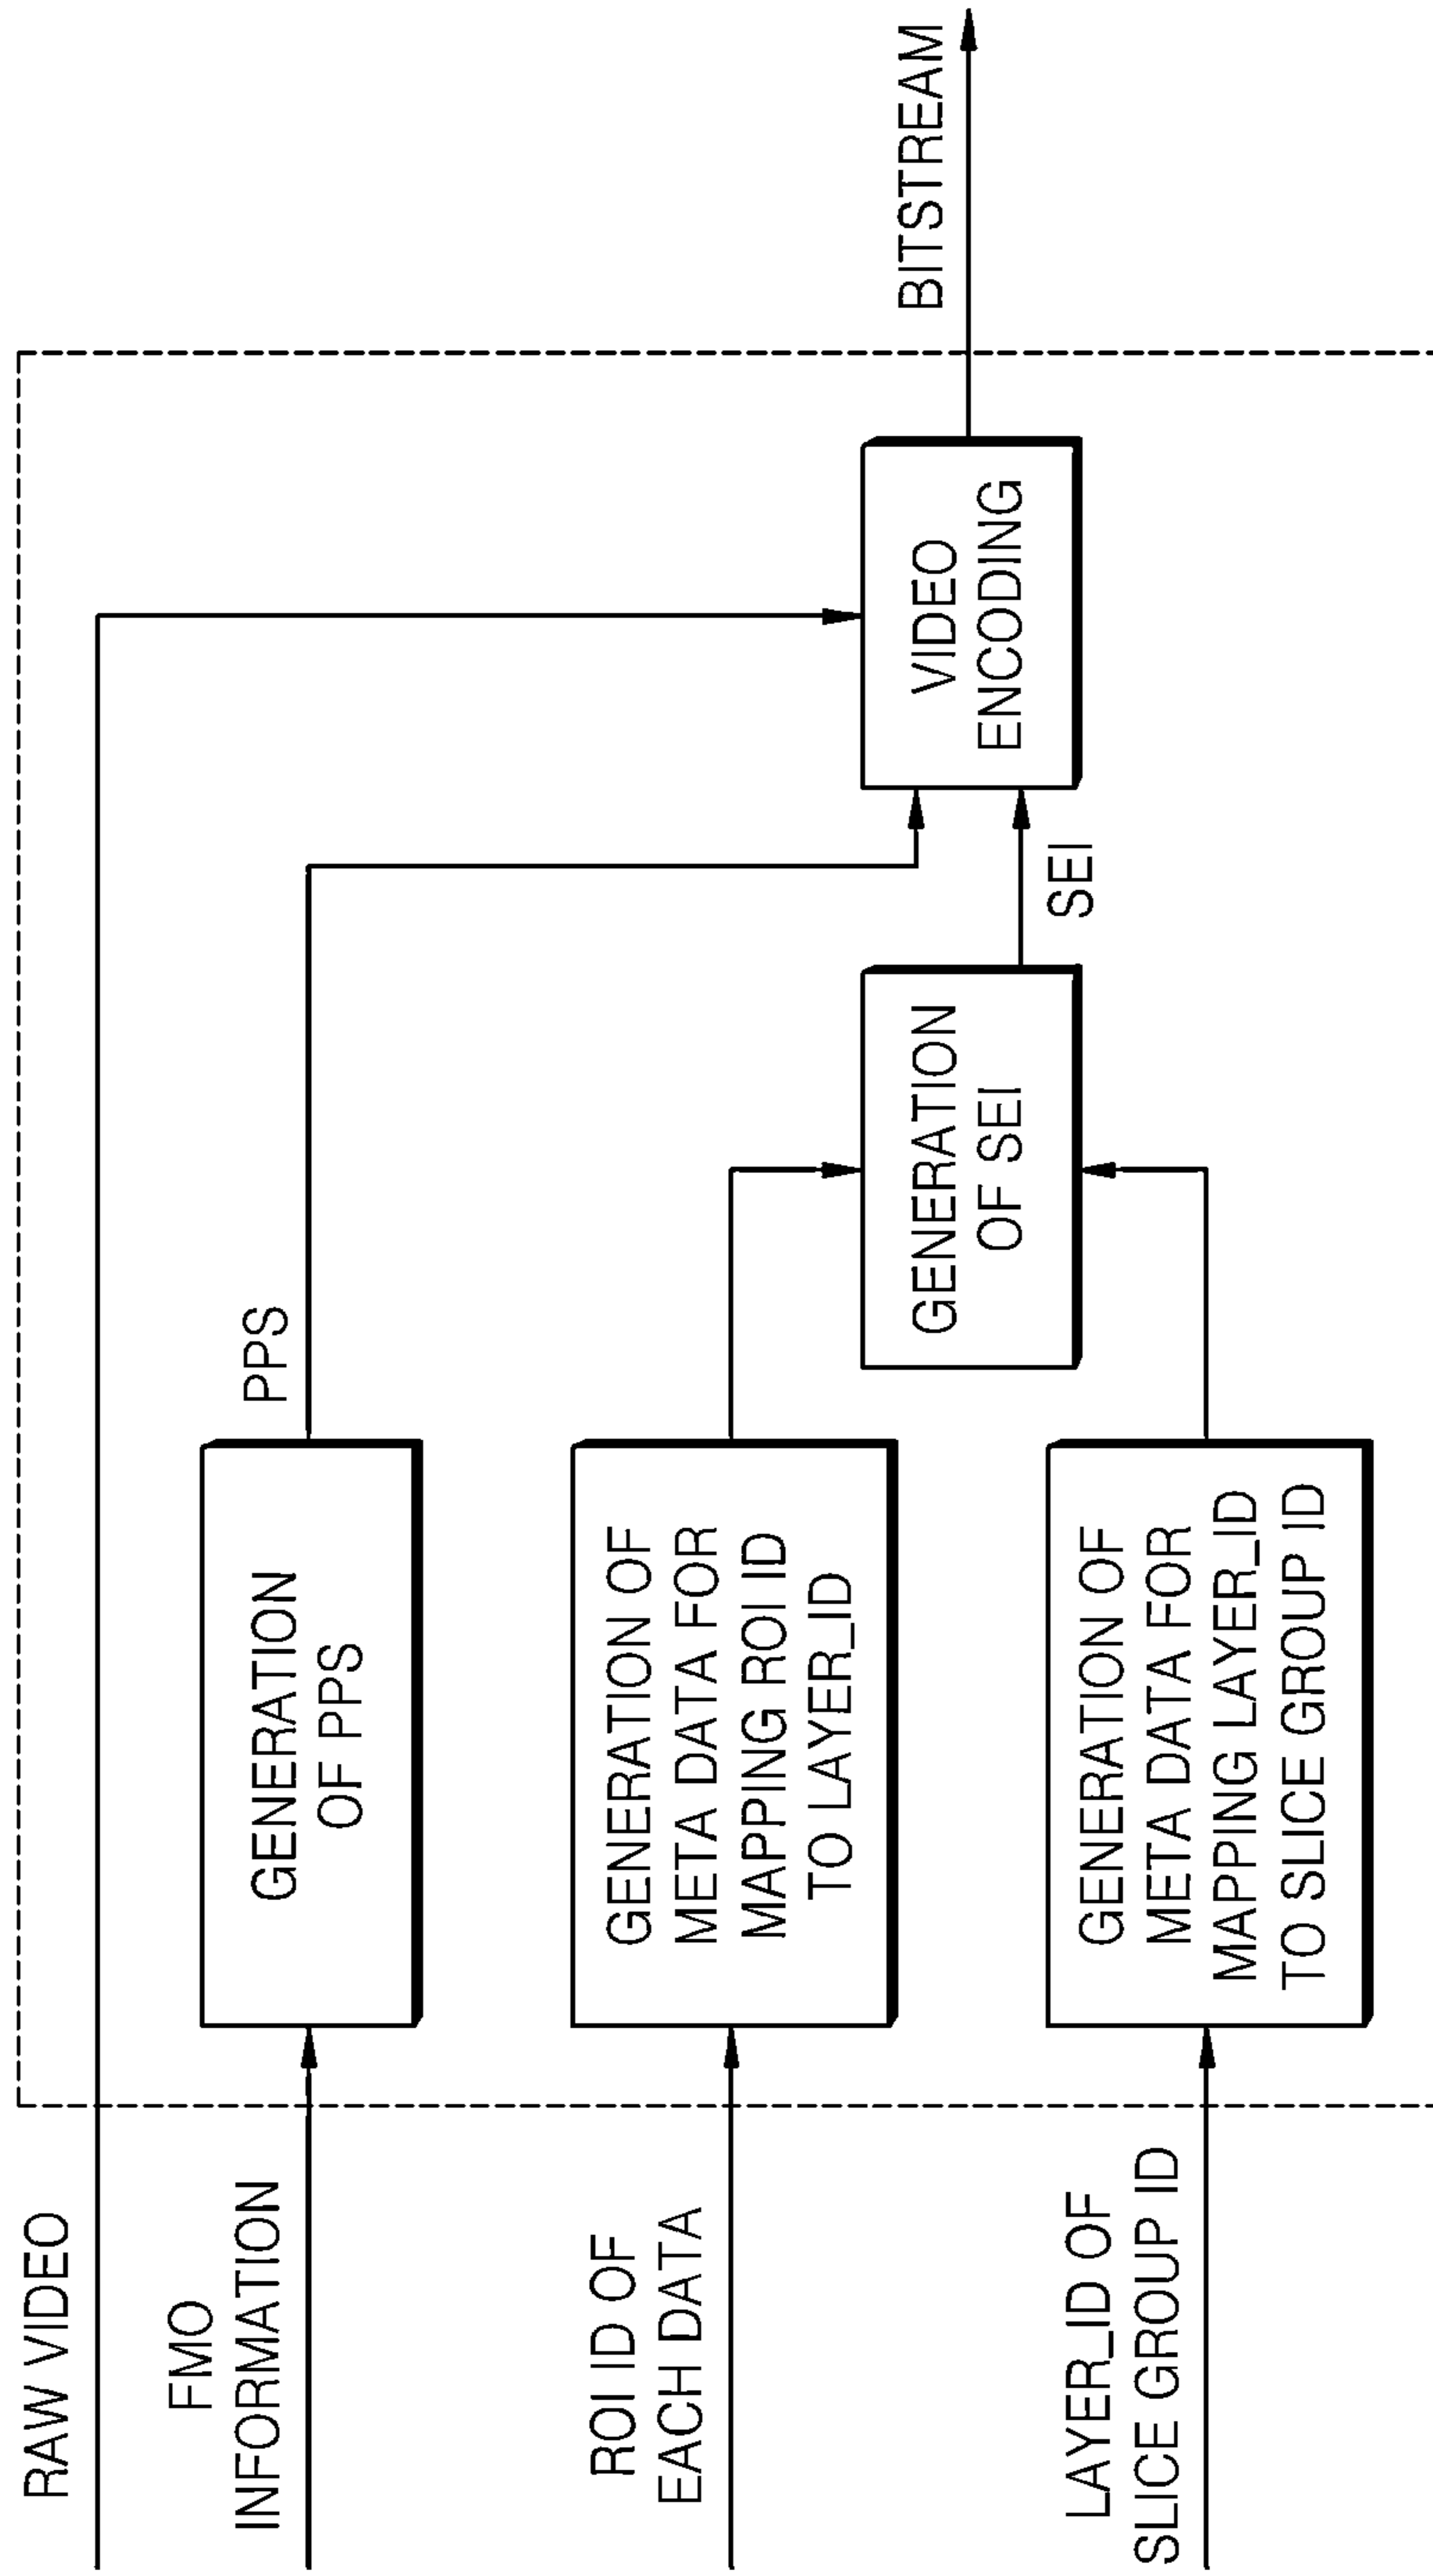 RAW VIDEO
FMO
INFORMATION
GENERATION
OF PPS
PPS
ROI ID OF
EACH DATA
GENERATION OF
META DATA FOR
MAPPING ROI ID
TO LAYER_ID
LAYER_ID OF
SLICE GROUP ID
GENERATION OF
META DATA FOR
MAPPING LAYER_ID
TO SLICE GROUP ID
GENERATION
OF SEI
SEI
VIDEO
ENCODING
BITSTREAM